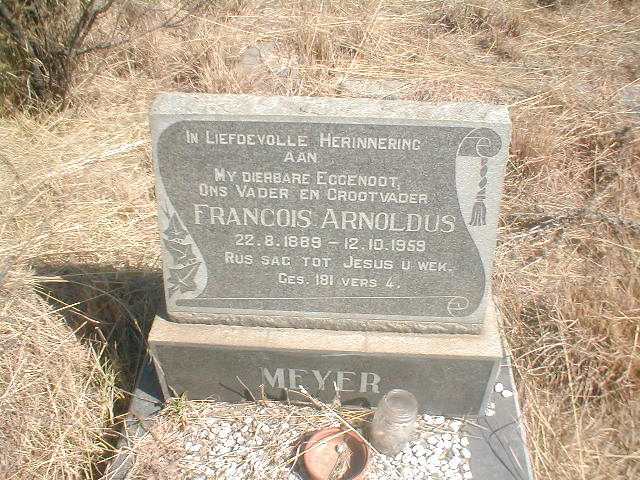 In Liefdevolle Herinnering
aan
My dierbare Eggenoot,
Ons Vader en Grootvader
Francois Arnoldus
22.8.1889 – 12.10.1959
Rus sag tot Jesus u wek.
Ges. 181 vers 4.
MEYER